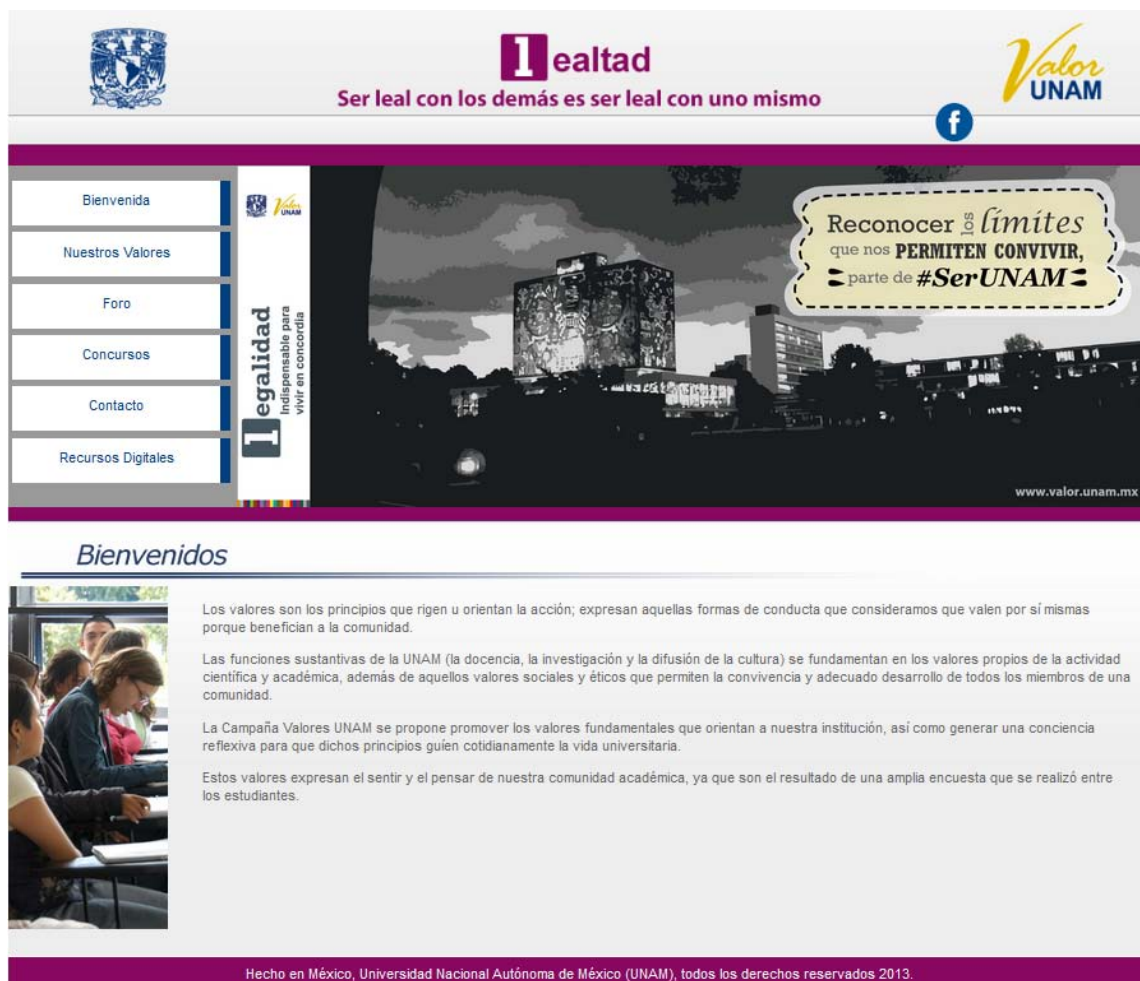 lealtad
Ser leal con los demás es ser leal con uno mismo
Valor
UNAM
f
Bienvenida
Nuestros Valores
Foro
Concursos
Contacto
Recursos Digitales
Valor
UNAM
legalidad
Indispensable para
vivir en concordia
Reconocer los límites
que nos PERMITEN CONVIVIR,
parte de #SerUNAM
www.valor.unam.mx
Bienvenidos
Los valores son los principios que rigen u orientan la acción; expresan aquellas formas de conducta que consideramos que valen por sí mismas
porque benefician a la comunidad.
Las funciones sustantivas de la UNAM (la docencia, la investigación y la difusión de la cultura) se fundamentan en los valores propios de la actividad
científica y académica, además de aquellos valores sociales y éticos que permiten la convivencia y adecuado desarrollo de todos los miembros de una
comunidad.
La Campaña Valores UNAM se propone promover los valores fundamentales que orientan a nuestra institución, así como generar una conciencia
reflexiva para que dichos principios guíen cotidianamente la vida universitaria.
Estos valores expresan el sentir y el pensar de nuestra comunidad académica, ya que son el resultado de una amplia encuesta que se realizó entre
los estudiantes.
Hecho en México, Universidad Nacional Autónoma de México (UNAM), todos los derechos reservados 2013.